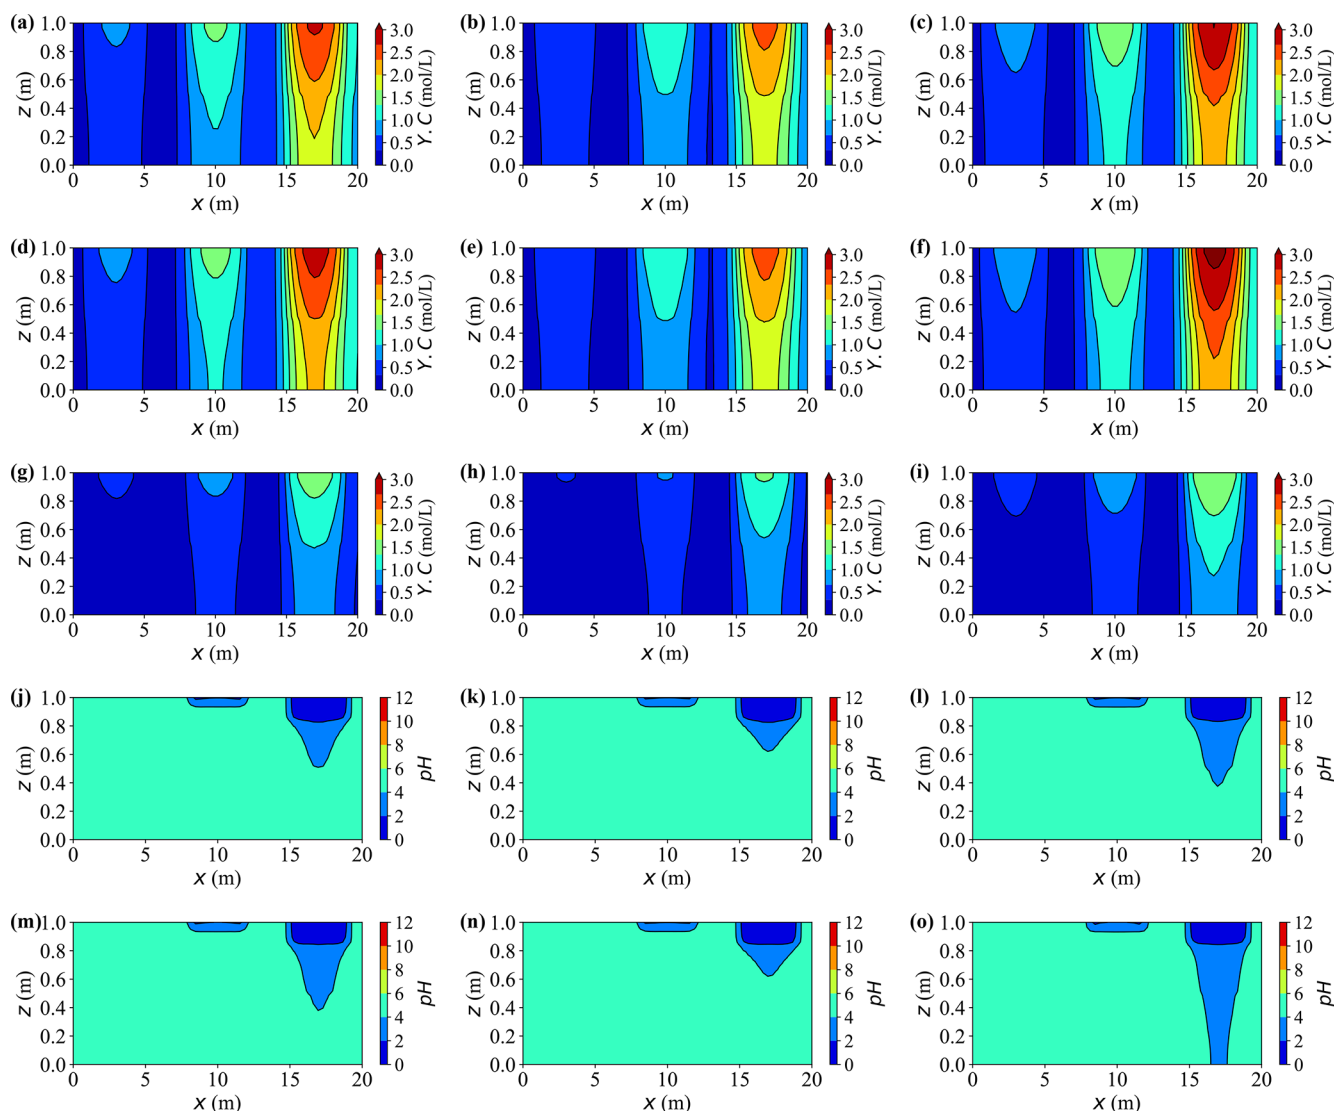 (a) 1.0 0.8 0.6 0.4 0.2 0.0
z (m)
0 5 10 15 20
x (m)
3.0 2.5 2.0 1.5 1.0 0.5 0.0
Y. C (mol/L)
(b) 1.0 0.8 0.6 0.4 0.2 0.0
z (m)
0 5 10 15 20
x (m)
3.0 2.5 2.0 1.5 1.0 0.5 0.0
Y. C (mol/L)
(c) 1.0 0.8 0.6 0.4 0.2 0.0
z (m)
0 5 10 15 20
x (m)
3.0 2.5 2.0 1.5 1.0 0.5 0.0
Y. C (mol/L)
(d) 1.0 0.8 0.6 0.4 0.2 0.0
z (m)
0 5 10 15 20
x (m)
3.0 2.5 2.0 1.5 1.0 0.5 0.0
Y. C (mol/L)
(e) 1.0 0.8 0.6 0.4 0.2 0.0
z (m)
0 5 10 15 20
x (m)
3.0 2.5 2.0 1.5 1.0 0.5 0.0
Y. C (mol/L)
(f) 1.0 0.8 0.6 0.4 0.2 0.0
z (m)
0 5 10 15 20
x (m)
3.0 2.5 2.0 1.5 1.0 0.5 0.0
Y. C (mol/L)
(g) 1.0 0.8 0.6 0.4 0.2 0.0
z (m)
0 5 10 15 20
x (m)
3.0 2.5 2.0 1.5 1.0 0.5 0.0
Y. C (mol/L)
(h) 1.0 0.8 0.6 0.4 0.2 0.0
z (m)
0 5 10 15 20
x (m)
3.0 2.5 2.0 1.5 1.0 0.5 0.0
Y. C (mol/L)
(i) 1.0 0.8 0.6 0.4 0.2 0.0
z (m)
0 5 10 15 20
x (m)
3.0 2.5 2.0 1.5 1.0 0.5 0.0
Y. C (mol/L)
(j) 1.0 0.8 0.6 0.4 0.2 0.0
z (m)
0 5 10 15 20
x (m)
12 10 8 6 4 2 0
pH
(k) 1.0 0.8 0.6 0.4 0.2 0.0
z (m)
0 5 10 15 20
x (m)
12 10 8 6 4 2 0
pH
(l) 1.0 0.8 0.6 0.4 0.2 0.0
z (m)
0 5 10 15 20
x (m)
12 10 8 6 4 2 0
pH
(m) 1.0 0.8 0.6 0.4 0.2 0.0
z (m)
0 5 10 15 20
x (m)
12 10 8 6 4 2 0
pH
(n) 1.0 0.8 0.6 0.4 0.2 0.0
z (m)
0 5 10 15 20
x (m)
12 10 8 6 4 2 0
pH
(o) 1.0 0.8 0.6 0.4 0.2 0.0
z (m)
0 5 10 15 20
x (m)
12 10 8 6 4 2 0
pH